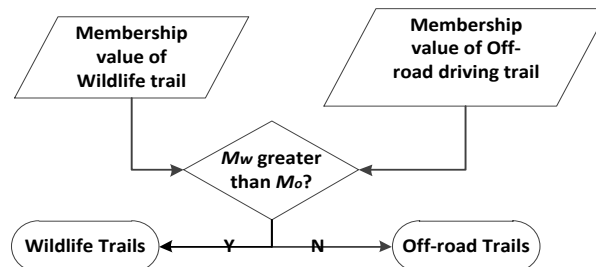 Membership
value of
Wildlife trail
Membership
value of Off-
road driving trail
Mw greater
than Mo?
Wildlife Trails
Y
N
Off-road Trails